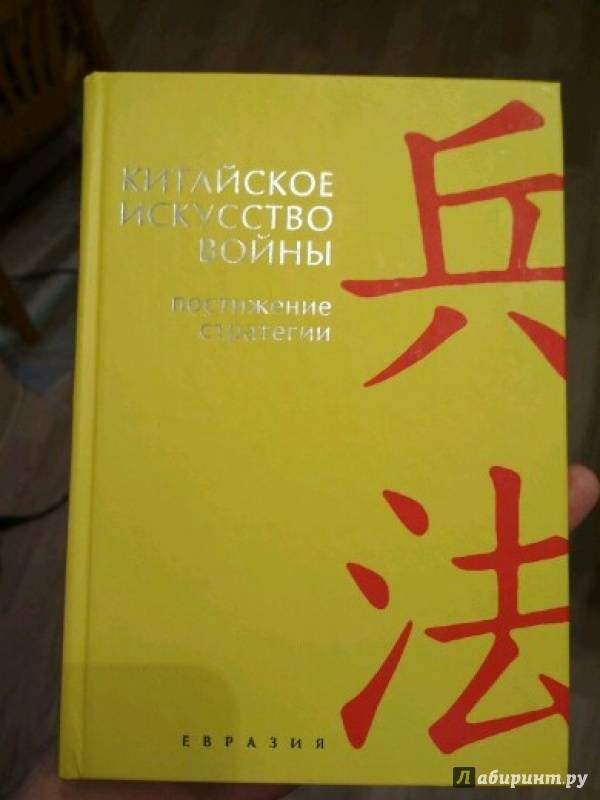 КИТАЙСКОЕ
ИСКУССТВО
ВОЙНЫ
постижение
стратегии
兵
法
ЕВРАЗИЯ
Лабиринт.ру